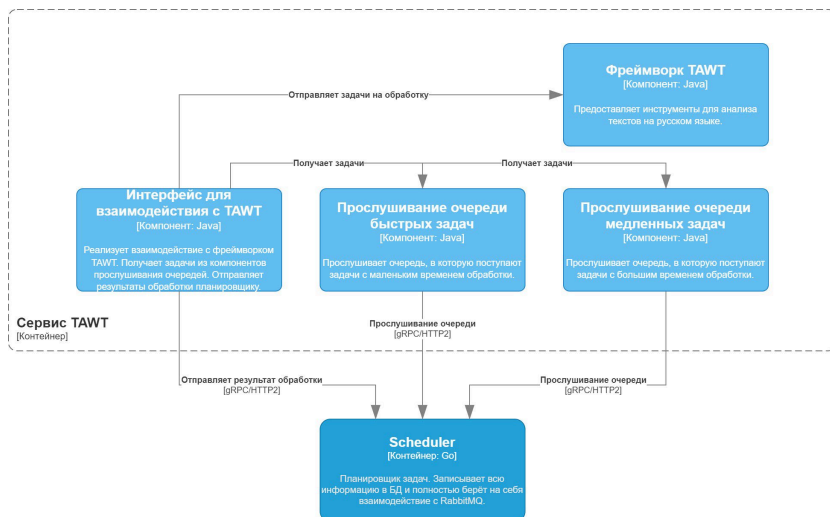 Фреймворк TAWT
[Компонент: Java]
Предоставляет инструменты для анализа
текстов на русском языке.
Отправляет задачи на обработку
Получает задачи
Получает задачи
Интерфейс для
взаимодействия с TAWT
[Компонент: Java]
Реализует взаимодействие с фреймворком
TAWT. Получает задачи из компонентов
прослушивания очередей. Отправляет
результаты обработки планировщику.
Прослушивание очереди
быстрых задач
[Компонент: Java]
Прослушивает очередь, в которую поступают
задачи с маленьким временем обработки.
Прослушивание очереди
медленных задач
[Компонент: Java]
Прослушивает очередь, в которую поступают
задачи с большим временем обработки.
Сервис TAWT
[Контейнер]
Прослушивание очереди
[gRPC/HTTP2]
Отправляет результат обработки
[gRPC/HTTP2]
Прослушивание очереди
[gRPC/HTTP2]
Scheduler
[Контейнер: Go]
Планировщик задач. Записывает всю
информацию в БД и полностью берёт на себя
взаимодействие с RabbitMQ.